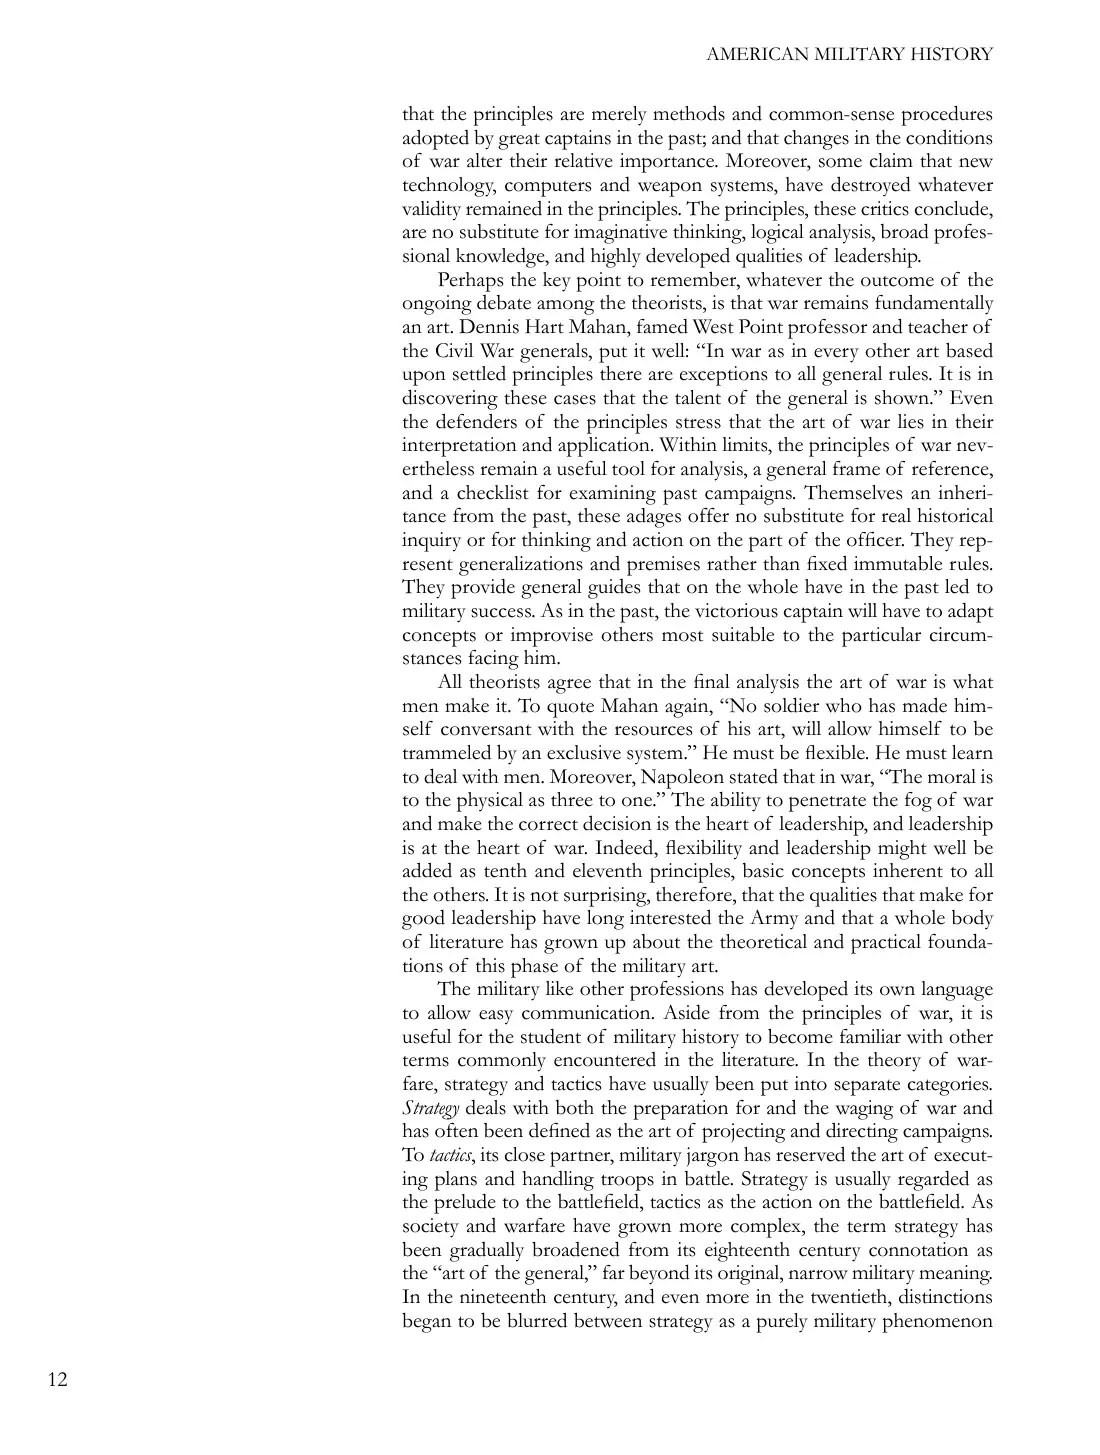 AMERICAN MILITARY HISTORY
that the principles are merely methods and common-sense procedures
adopted by great captains in the past; and that changes in the conditions
of war alter their relative importance. Moreover, some claim that new
technology, computers and weapon systems, have destroyed whatever
validity remained in the principles. The principles, these critics conclude,
are no substitute for imaginative thinking, logical analysis, broad profes-
sional knowledge, and highly developed qualities of leadership.
Perhaps the key point to remember, whatever the outcome of the
ongoing debate among the theorists, is that war remains fundamentally
an art. Dennis Hart Mahan, famed West Point professor and teacher of
the Civil War generals, put it well: “In war as in every other art based
upon settled principles there are exceptions to all general rules. It is in
discovering these cases that the talent of the general is shown.” Even
the defenders of the principles stress that the art of war lies in their
interpretation and application. Within limits, the principles of war nev-
ertheless remain a useful tool for analysis, a general frame of reference,
and a checklist for examining past campaigns. Themselves an inheri-
tance from the past, these adages offer no substitute for real historical
inquiry or for thinking and action on the part of the officer. They rep-
resent generalizations and premises rather than fixed immutable rules.
They provide general guides that on the whole have in the past led to
military success. As in the past, the victorious captain will have to adapt
concepts or improvise others most suitable to the particular circum-
stances facing him.
All theorists agree that in the final analysis the art of war is what
men make it. To quote Mahan again, “No soldier who has made him-
self conversant with the resources of his art, will allow himself to be
trammeled by an exclusive system.” He must be flexible. He must learn
to deal with men. Moreover, Napoleon stated that in war, “The moral is
to the physical as three to one.” The ability to penetrate the fog of war
and make the correct decision is the heart of leadership, and leadership
is at the heart of war. Indeed, flexibility and leadership might well be
added as tenth and eleventh principles, basic concepts inherent to all
the others. It is not surprising, therefore, that the qualities that make for
good leadership have long interested the Army and that a whole body
of literature has grown up about the theoretical and practical founda-
tions of this phase of the military art.
The military like other professions has developed its own language
to allow easy communication. Aside from the principles of war, it is
useful for the student of military history to become familiar with other
terms commonly encountered in the literature. In the theory of war-
fare, strategy and tactics have usually been put into separate categories.
Strategy deals with both the preparation for and the waging of war and
has often been defined as the art of projecting and directing campaigns.
To tactics, its close partner, military jargon has reserved the art of execut-
ing plans and handling troops in battle. Strategy is usually regarded as
the prelude to the battlefield, tactics as the action on the battlefield. As
society and warfare have grown more complex, the term strategy has
been gradually broadened from its eighteenth century connotation as
the “art of the general,” far beyond its original, narrow military meaning.
In the nineteenth century, and even more in the twentieth, distinctions
began to be blurred between strategy as a purely military phenomenon
12